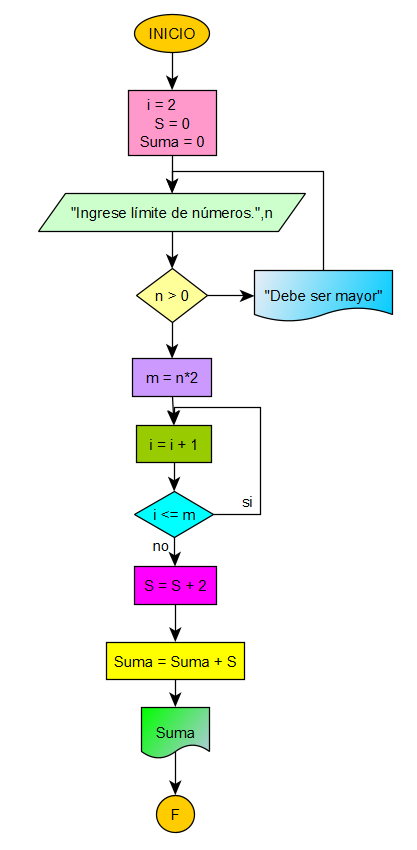 INICIO
i = 2
S = 0
Suma = 0
"Ingrese límite de números.",n
n > 0
"Debe ser mayor"
m = n*2
i = i + 1
si
i <= m
no
S = S + 2
Suma = Suma + S
Suma
F